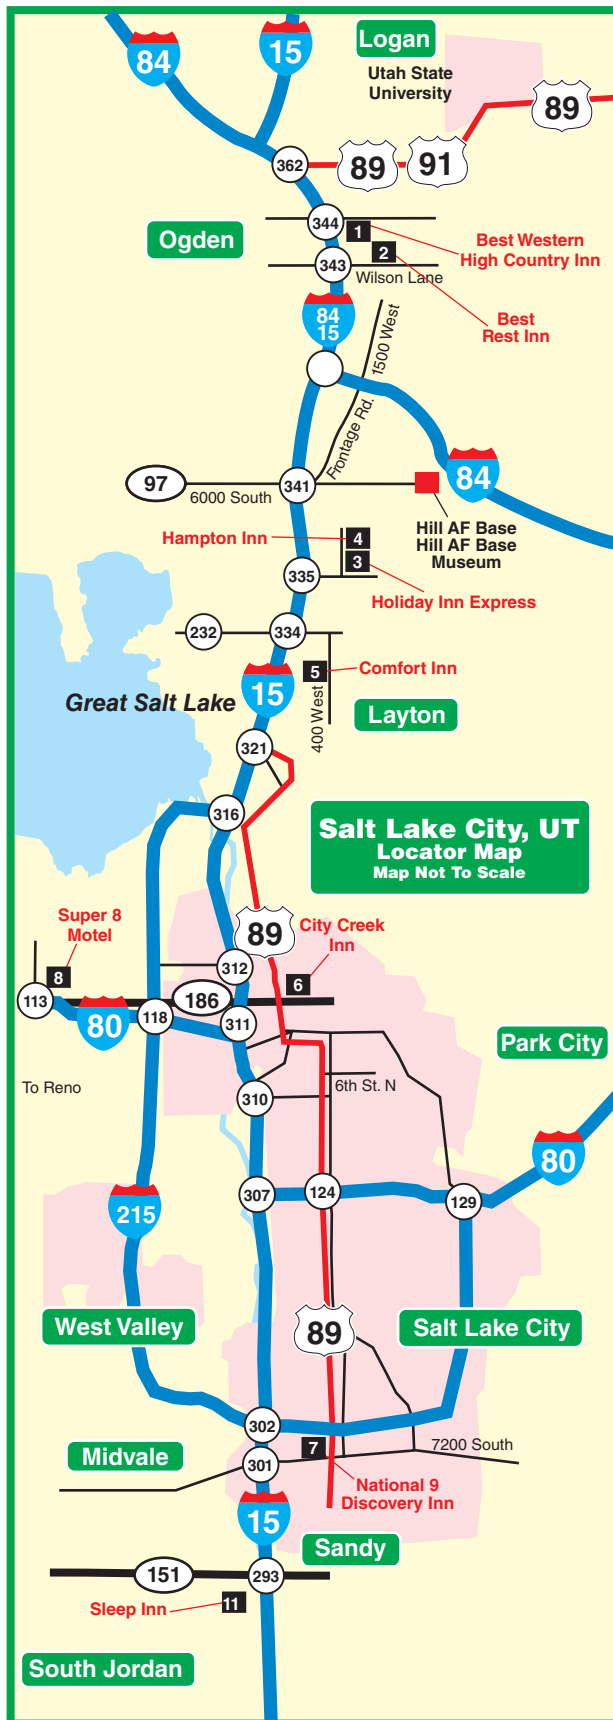 84
15
Logan
Utah State
University
89
89
91
362
Ogden
344
1
2
Best Western
High Country Inn
343
Wilson Lane
84
15
Best
Rest Inn
1500 West
Frontage Rd.
97
6000 South
341
84
Hill AF Base
Hill AF Base
Museum
Hampton Inn
4
3
335
Holiday Inn Express
232
334
5
Comfort Inn
400 West
Great Salt Lake
15
Layton
321
316
Salt Lake City, UT
Locator Map
Map Not To Scale
Super 8
Motel
89
City Creek
Inn
8
312
6
113
186
80
118
311
Park City
To Reno
6th St. N
310
80
307
124
129
215
West Valley
89
Salt Lake City
302
Midvale
301
7
7200 South
National 9
Discovery Inn
15
Sandy
151
293
Sleep Inn
11
South Jordan